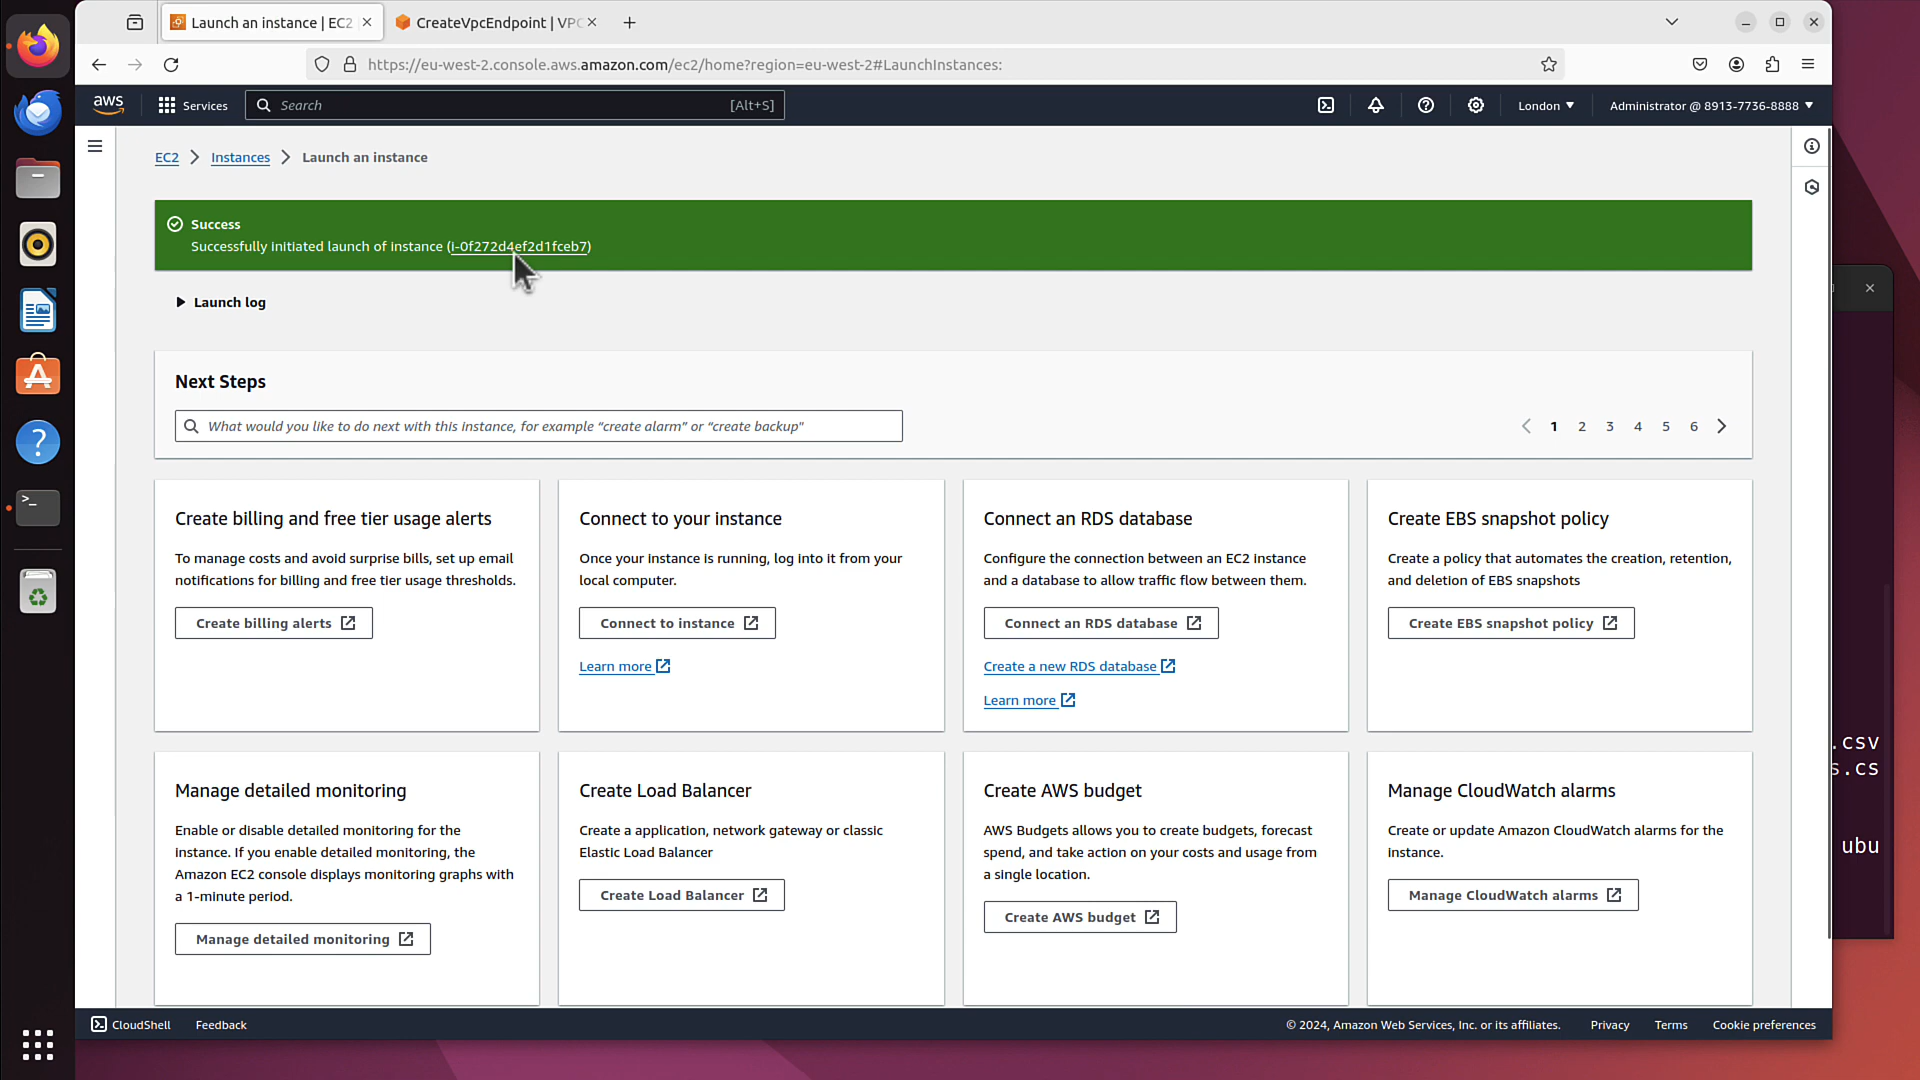 Launch an instance | EC2
CreateVpcEndpoint | VPC
https://eu-west-2.console.aws.amazon.com/ec2/home?region=eu-west-2#LaunchInstances:
aws
Services
Search
[Alt+S]
London
Administrator @ 8913-7736-8888
EC2
Instances
Launch an instance
Success
Successfully initiated launch of instance (i-0f272d4ef2d1fceb7)
Launch log
Next Steps
What would you like to do next with this instance, for example “create alarm” or “create backup”
1 2 3 4 5 6
Create billing and free tier usage alerts
To manage costs and avoid surprise bills, set up email
notifications for billing and free tier usage thresholds.
Create billing alerts
Connect to your instance
Once your instance is running, log into it from your
local computer.
Connect to instance
Learn more
Connect an RDS database
Configure the connection between an EC2 instance
and a database to allow traffic flow between them.
Connect an RDS database
Create a new RDS database
Learn more
Create EBS snapshot policy
Create a policy that automates the creation, retention,
and deletion of EBS snapshots
Create EBS snapshot policy
Manage detailed monitoring
Enable or disable detailed monitoring for the
instance. If you enable detailed monitoring, the
Amazon EC2 console displays monitoring graphs with
a 1-minute period.
Manage detailed monitoring
Create Load Balancer
Create a application, network gateway or classic
Elastic Load Balancer
Create Load Balancer
Create AWS budget
AWS Budgets allows you to create budgets, forecast
spend, and take action on your costs and usage from
a single location.
Create AWS budget
Manage CloudWatch alarms
Create or update Amazon CloudWatch alarms for the
instance.
Manage CloudWatch alarms
.csv
s.cs
ubu
CloudShell
Feedback
© 2024, Amazon Web Services, Inc. or its affiliates.
Privacy
Terms
Cookie preferences